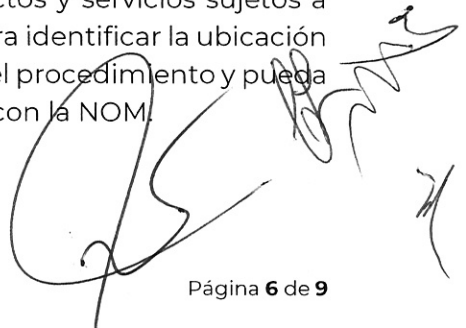 ctos y servicios sujetos a
ra identificar la ubicación
el procedimiento y pueda
con la NOM.
Página 6 de 9